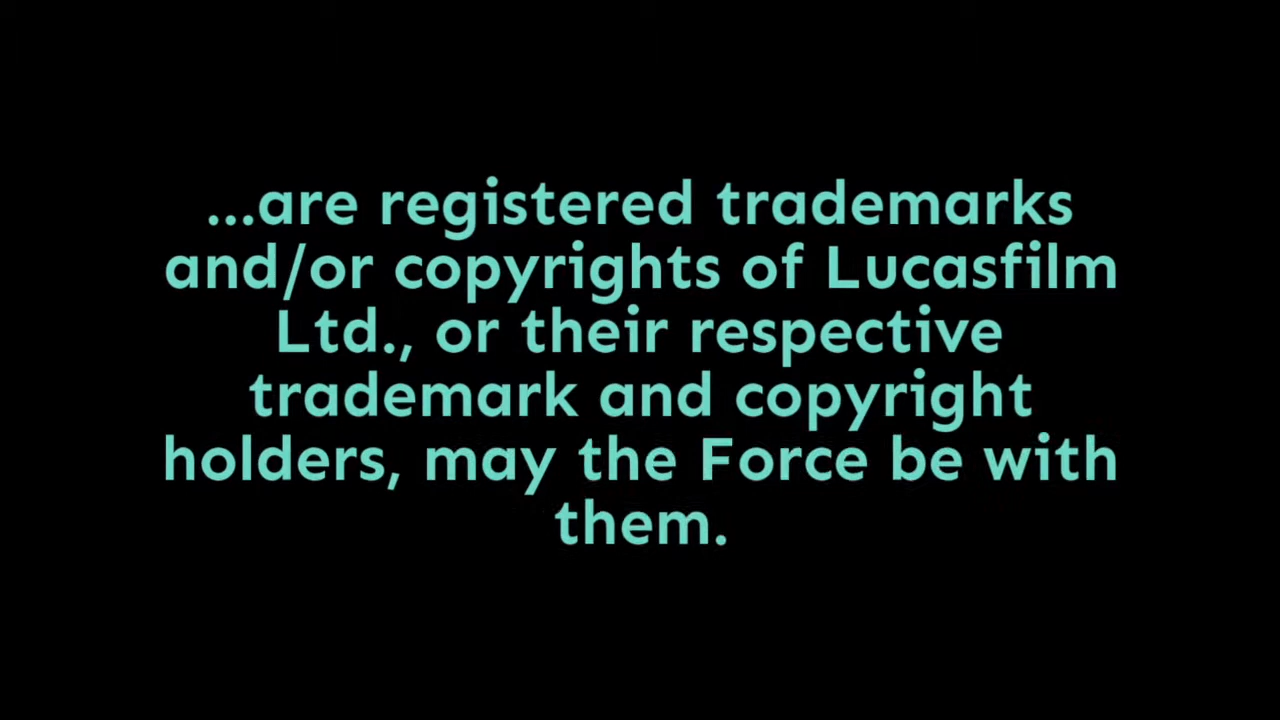 ...are registered trademarks
and/or copyrights of Lucasfilm
Ltd., or their respective
trademark and copyright
holders, may the Force be with
them.